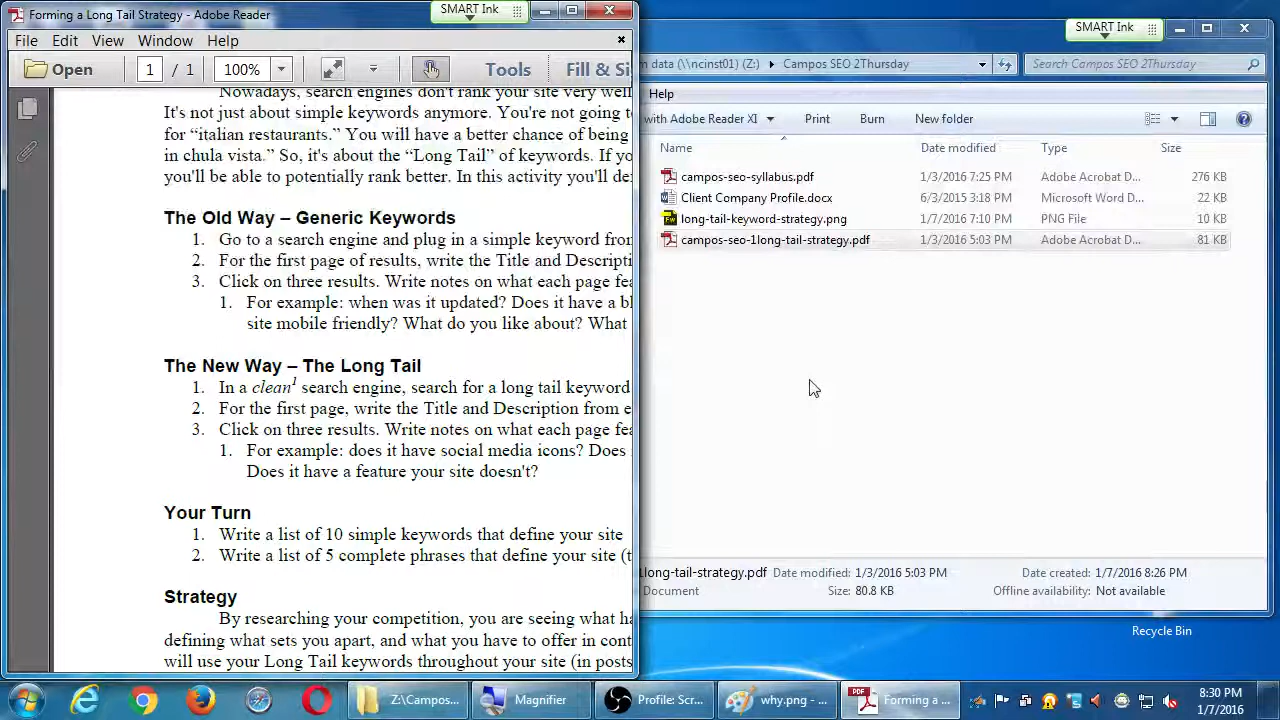 Forming a Long Tail Strategy - Adobe Reader
SMART Ink
File Edit View Window Help
Open 1 / 1 100% Tools Fill & Si
Nowadays, search engines don't rank your site very well
It's not just about simple keywords anymore. You're not going to
for “italian restaurants.” You will have a better chance of being
in chula vista.” So, it's about the “Long Tail” of keywords. If yo
you'll be able to potentially rank better. In this activity you'll de
The Old Way – Generic Keywords
1. Go to a search engine and plug in a simple keyword from
2. For the first page of results, write the Title and Descripti
3. Click on three results. Write notes on what each page fea
1. For example: when was it updated? Does it have a bl
site mobile friendly? What do you like about? What
The New Way – The Long Tail
1. In a clean1 search engine, search for a long tail keyword
2. For the first page, write the Title and Description from e
3. Click on three results. Write notes on what each page fea
1. For example: does it have social media icons? Does
Does it have a feature your site doesn't?
Your Turn
1. Write a list of 10 simple keywords that define your site
2. Write a list of 5 complete phrases that define your site (t
Strategy
By researching your competition, you are seeing what ha
defining what sets you apart, and what you have to offer in cont
will use your Long Tail keywords throughout your site (in posts
SMART Ink
m data (\\ncinst01) (Z:) Campos SEO 2Thursday Search Campos SEO 2Thursday
Help
with Adobe Reader XI Print Burn New folder
Name Date modified Type Size
campos-seo-syllabus.pdf 1/3/2016 7:25 PM Adobe Acrobat D... 276 KB
Client Company Profile.docx 6/3/2015 3:18 PM Microsoft Word D... 22 KB
long-tail-keyword-strategy.png 1/7/2016 7:10 PM PNG File 10 KB
campos-seo-1long-tail-strategy.pdf 1/3/2016 5:03 PM Adobe Acrobat D... 81 KB
1long-tail-strategy.pdf Date modified: 1/3/2016 5:03 PM Date created: 1/7/2016 8:26 PM
Document Size: 80.8 KB Offline availability: Not available
Recycle Bin
Z:\Campos... Magnifier Profile: Scr... why.png - ... PDF Forming a ... 8:30 PM
1/7/2016